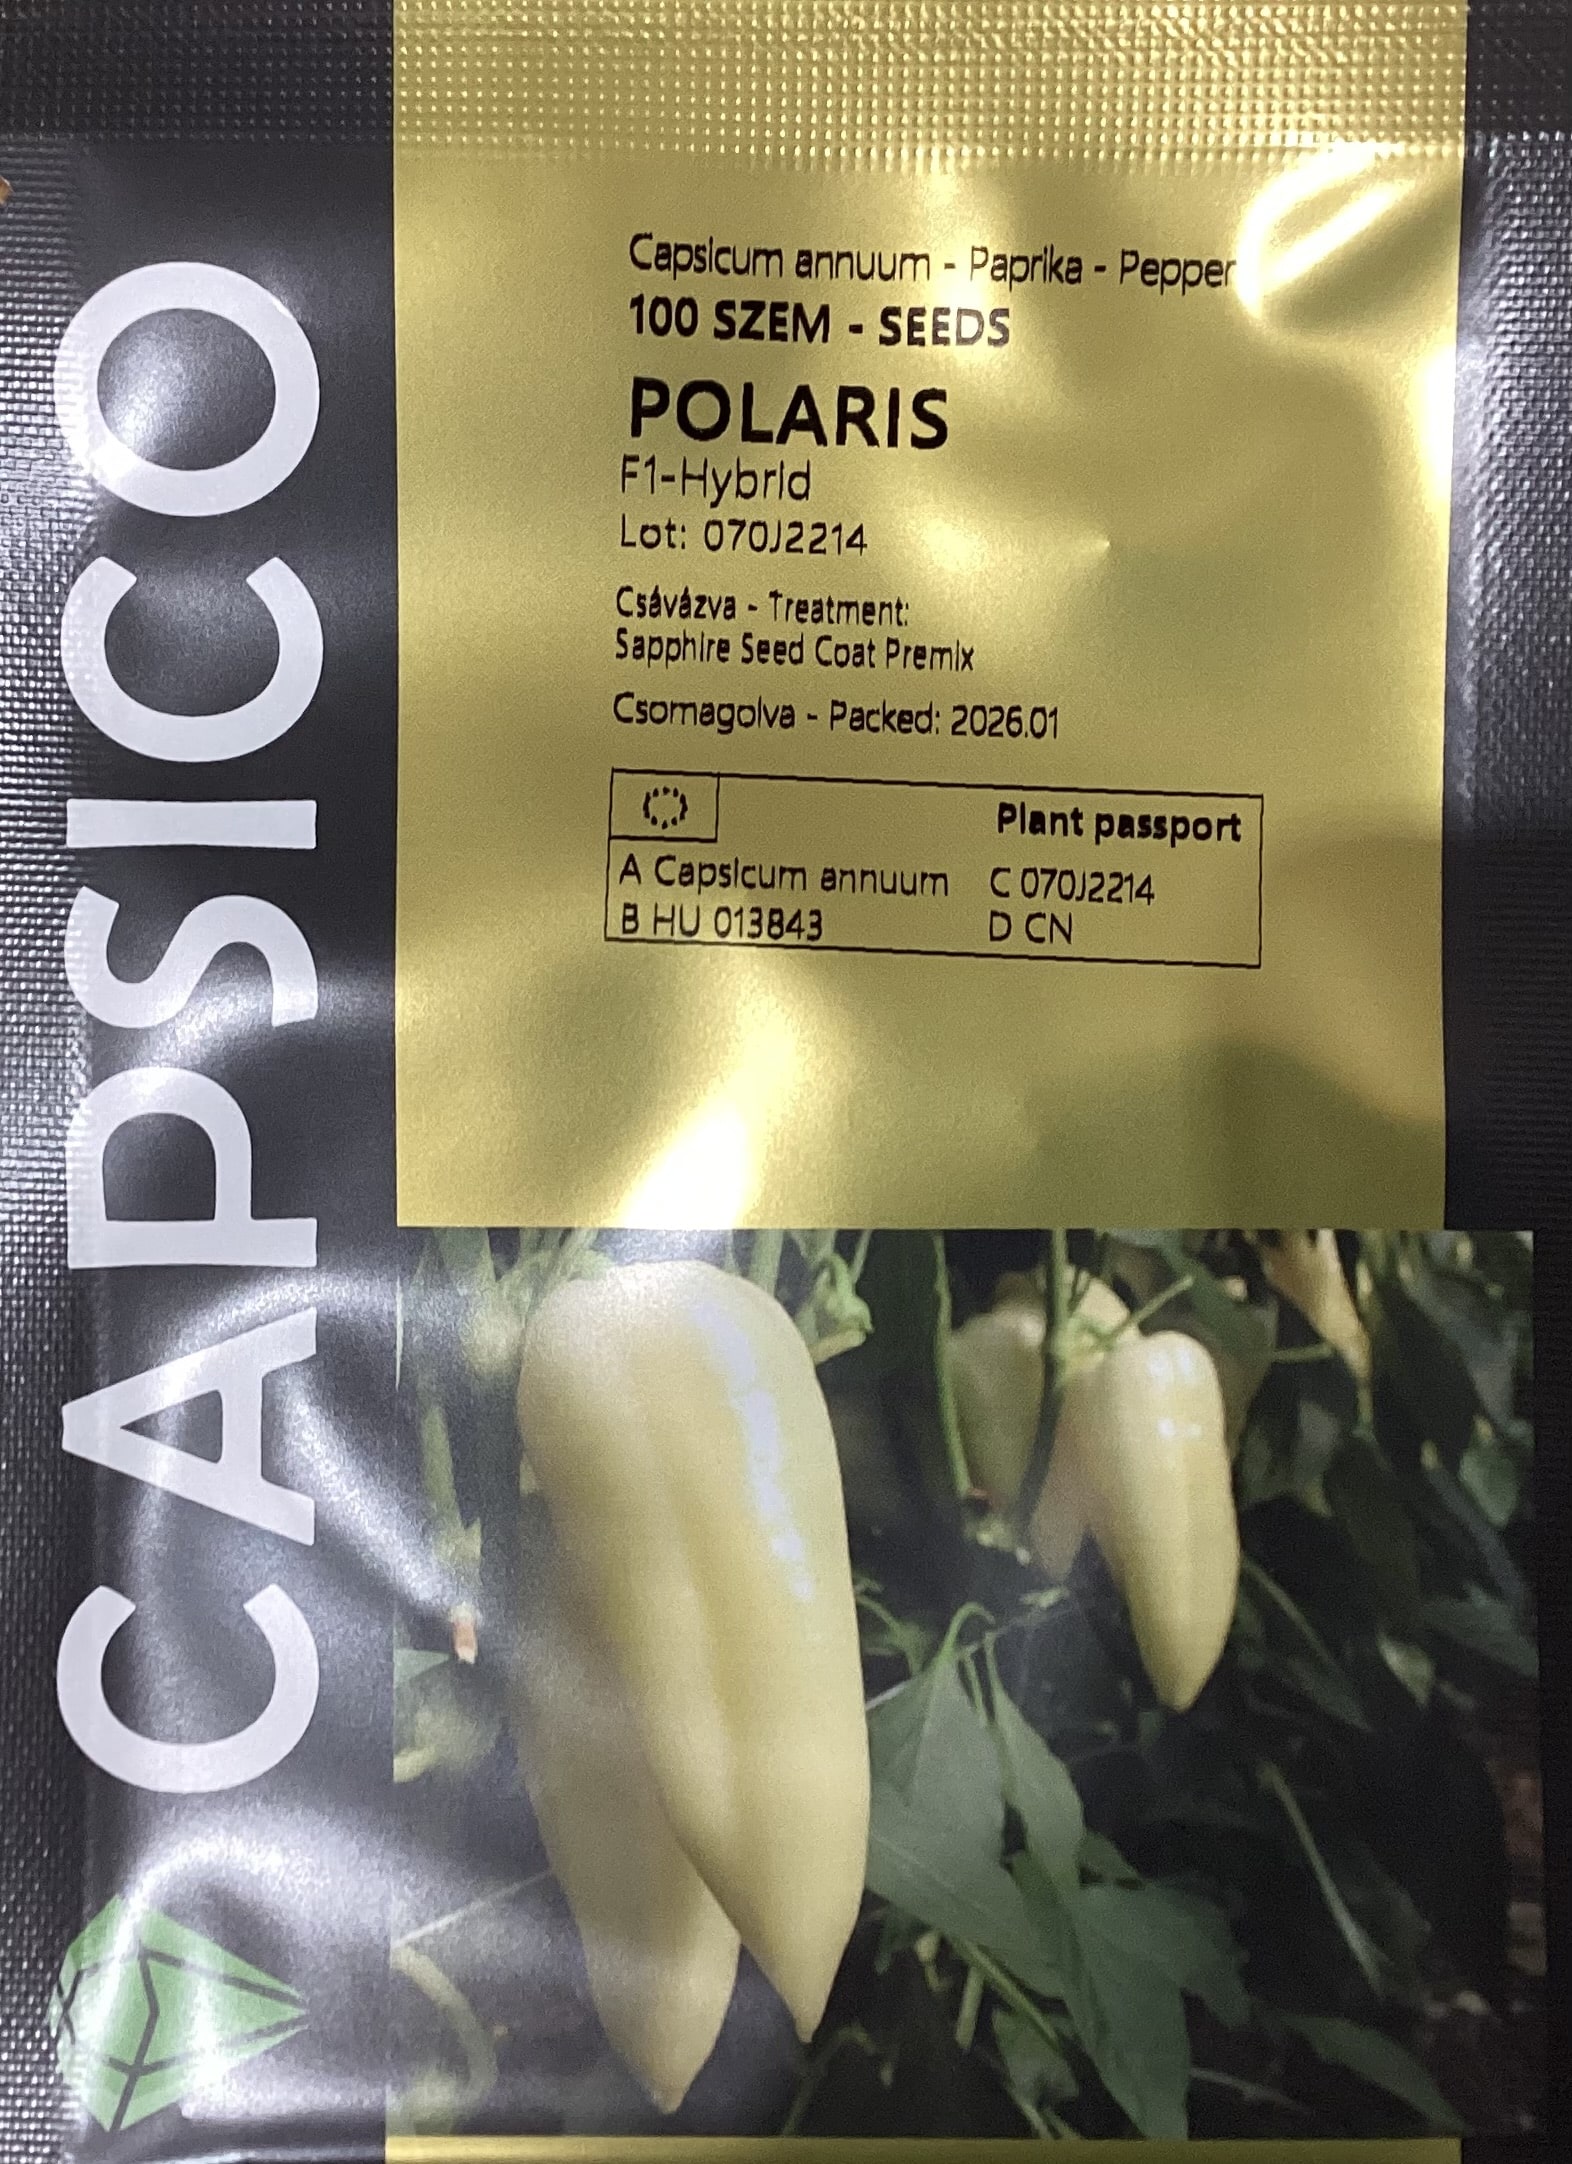 CAPSICO
Capsicum annuum - Paprika - Pepper
100 SZEM - SEEDS
POLARIS
F1-Hybrid
Lot: 070J2214
Csávázva - Treatment:
Sapphire Seed Coat Premix
Csomagolva - Packed: 2026.01
Plant passport
A Capsicum annuum C 070J2214
B HU 013843 D CN